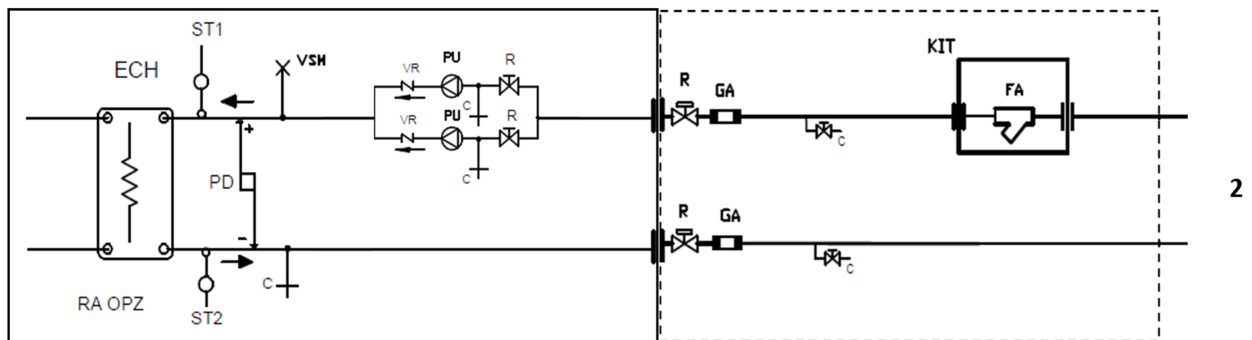 ST1
ECH
VSM
VR
PU
R
C
VR
PU
R
C
R
GA
C
KIT
FA
+
PD
-
R
GA
C
C
RA OPZ
ST2
2